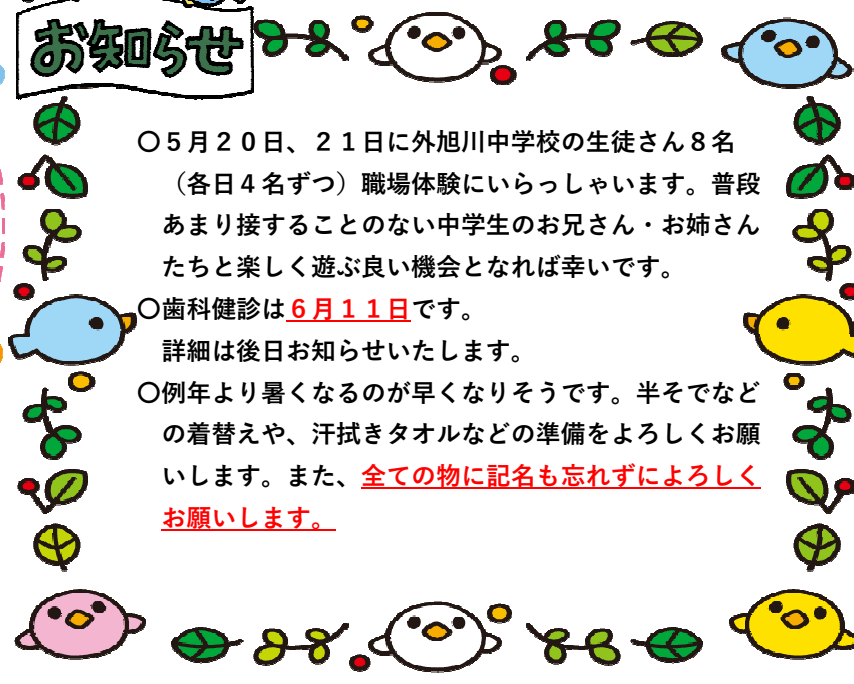 お知らせ
〇５月２０日、２１日に外旭川中学校の生徒さん８名
（各日４名ずつ）職場体験にいらっしゃいます。普段
あまり接することのない中学生のお兄さん・お姉さん
たちと楽しく遊ぶ良い機会となれば幸いです。
〇歯科健診は６月１１日です。
詳細は後日お知らせいたします。
〇例年より暑くなるのが早くなりそうです。半そでなど
の着替えや、汗拭きタオルなどの準備をよろしくお願
いします。また、全ての物に記名も忘れずによろしく
お願いします。